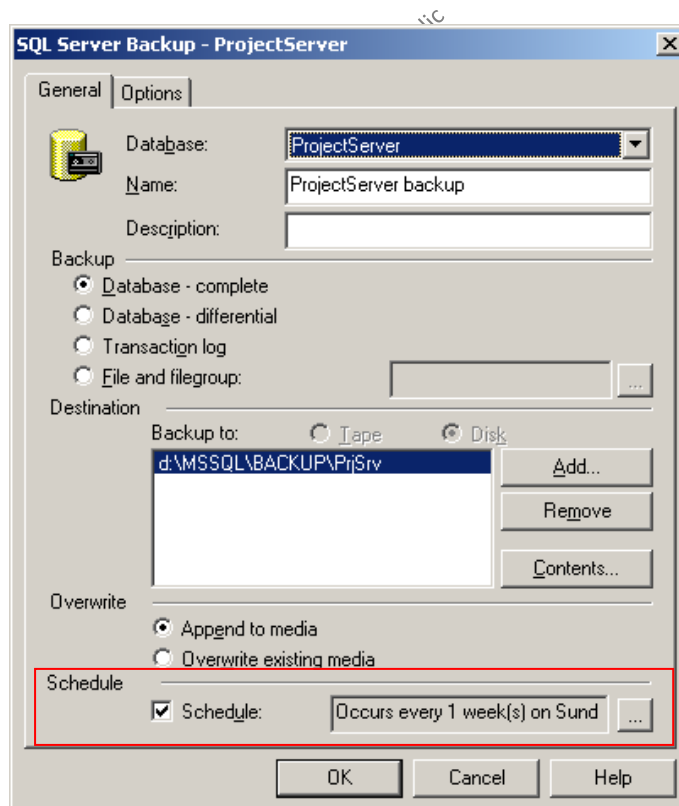 SQL Server Backup - ProjectServer
General Options
Database: ProjectServer
Name: ProjectServer backup
Description:
Backup
Database - complete
Database - differential
Transaction log
File and filegroup: ...
Destination
Backup to: Tape Disk
d:\MSSQL\BACKUP\PrjSrv
Add...
Remove
Contents...
Overwrite
Append to media
Overwrite existing media
Schedule
Schedule: Occurs every 1 week(s) on Sund ...
OK Cancel Help